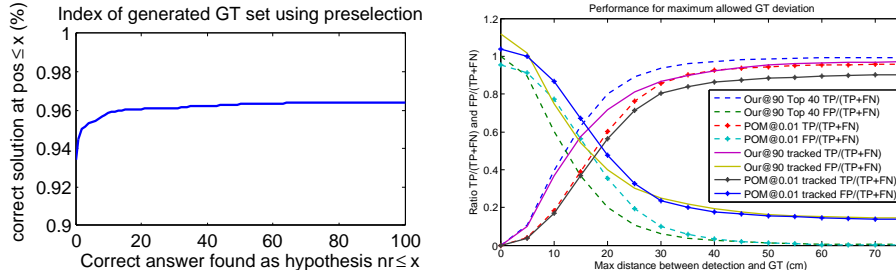 Index of generated GT set using preselection
correct solution at pos ≤ x (%)
1
0.98
0.96
0.94
0.92
0.9
0 20 40 60 80 100
Correct answer found as hypothesis nr≤ x
Performance for maximum allowed GT deviation
Ratio TP/(TP+FN) and FP/(TP+FN)
1.2
1
0.8
0.6
0.4
0.2
0
Our@90 Top 40 TP/(TP+FN)
Our@90 Top 40 FP/(TP+FN)
POM@0.01 TP/(TP+FN)
POM@0.01 FP/(TP+FN)
Our@90 tracked TP/(TP+FN)
Our@90 tracked FP/(TP+FN)
POM@0.01 tracked TP/(TP+FN)
POM@0.01 tracked FP/(TP+FN)
0 10 20 30 40 50 60 70
Max distance between detection and GT (cm)